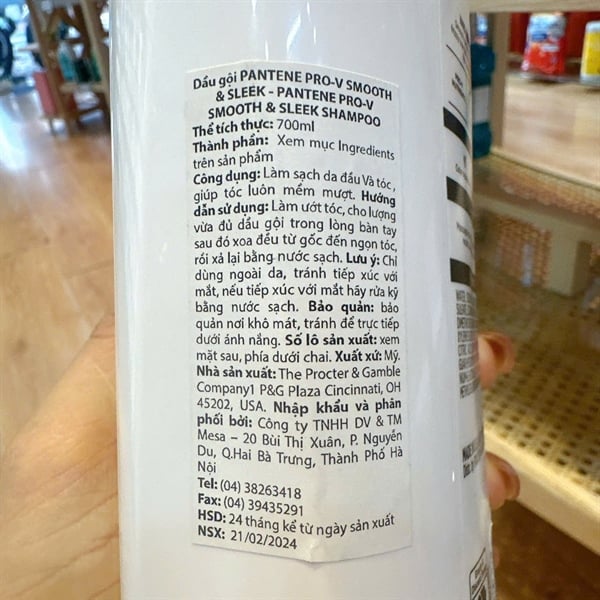 Dầu gội PANTENE PRO-V SMOOTH
& SLEEK - PANTENE PRO-V
SMOOTH & SLEEK SHAMPOO
Thể tích thực: 700ml
Thành phần: Xem mục Ingredients
trên sản phẩm
Công dụng: Làm sạch da đầu Và tóc,
giúp tóc luôn mềm mượt. Hướng
dẫn sử dụng: Làm ướt tóc, cho lượng
vừa đủ dầu gội trong lòng bàn tay
sau đó xoa đều từ gốc đến ngọn tóc,
rồi xả lại bằng nước sạch. Lưu ý: Chỉ
dùng ngoài da, tránh tiếp xúc với
mắt, nếu tiếp xúc với mắt hãy rửa kỹ
bằng nước sạch. Bảo quản: bảo
quản nơi khô mát, tránh để trực tiếp
dưới ánh nắng. Số lô sản xuất: xem
mặt sau, phía dưới chai. Xuất xứ: Mỹ.
Nhà sản xuất: The Procter & Gamble
Company1 P&G Plaza Cincinnati, OH
45202, USA. Nhập khẩu và phân
phối bởi: Công ty TNHH DV & TM
Mesa – 20 Bùi Thị Xuân, P. Nguyễn
Du, Q.Hai Bà Trưng, Thành Phố Hà
Nội
Tel: (04) 38263418
Fax: (04) 39435291
HSD: 24 tháng kể từ ngày sản xuất
NSX: 21/02/2024